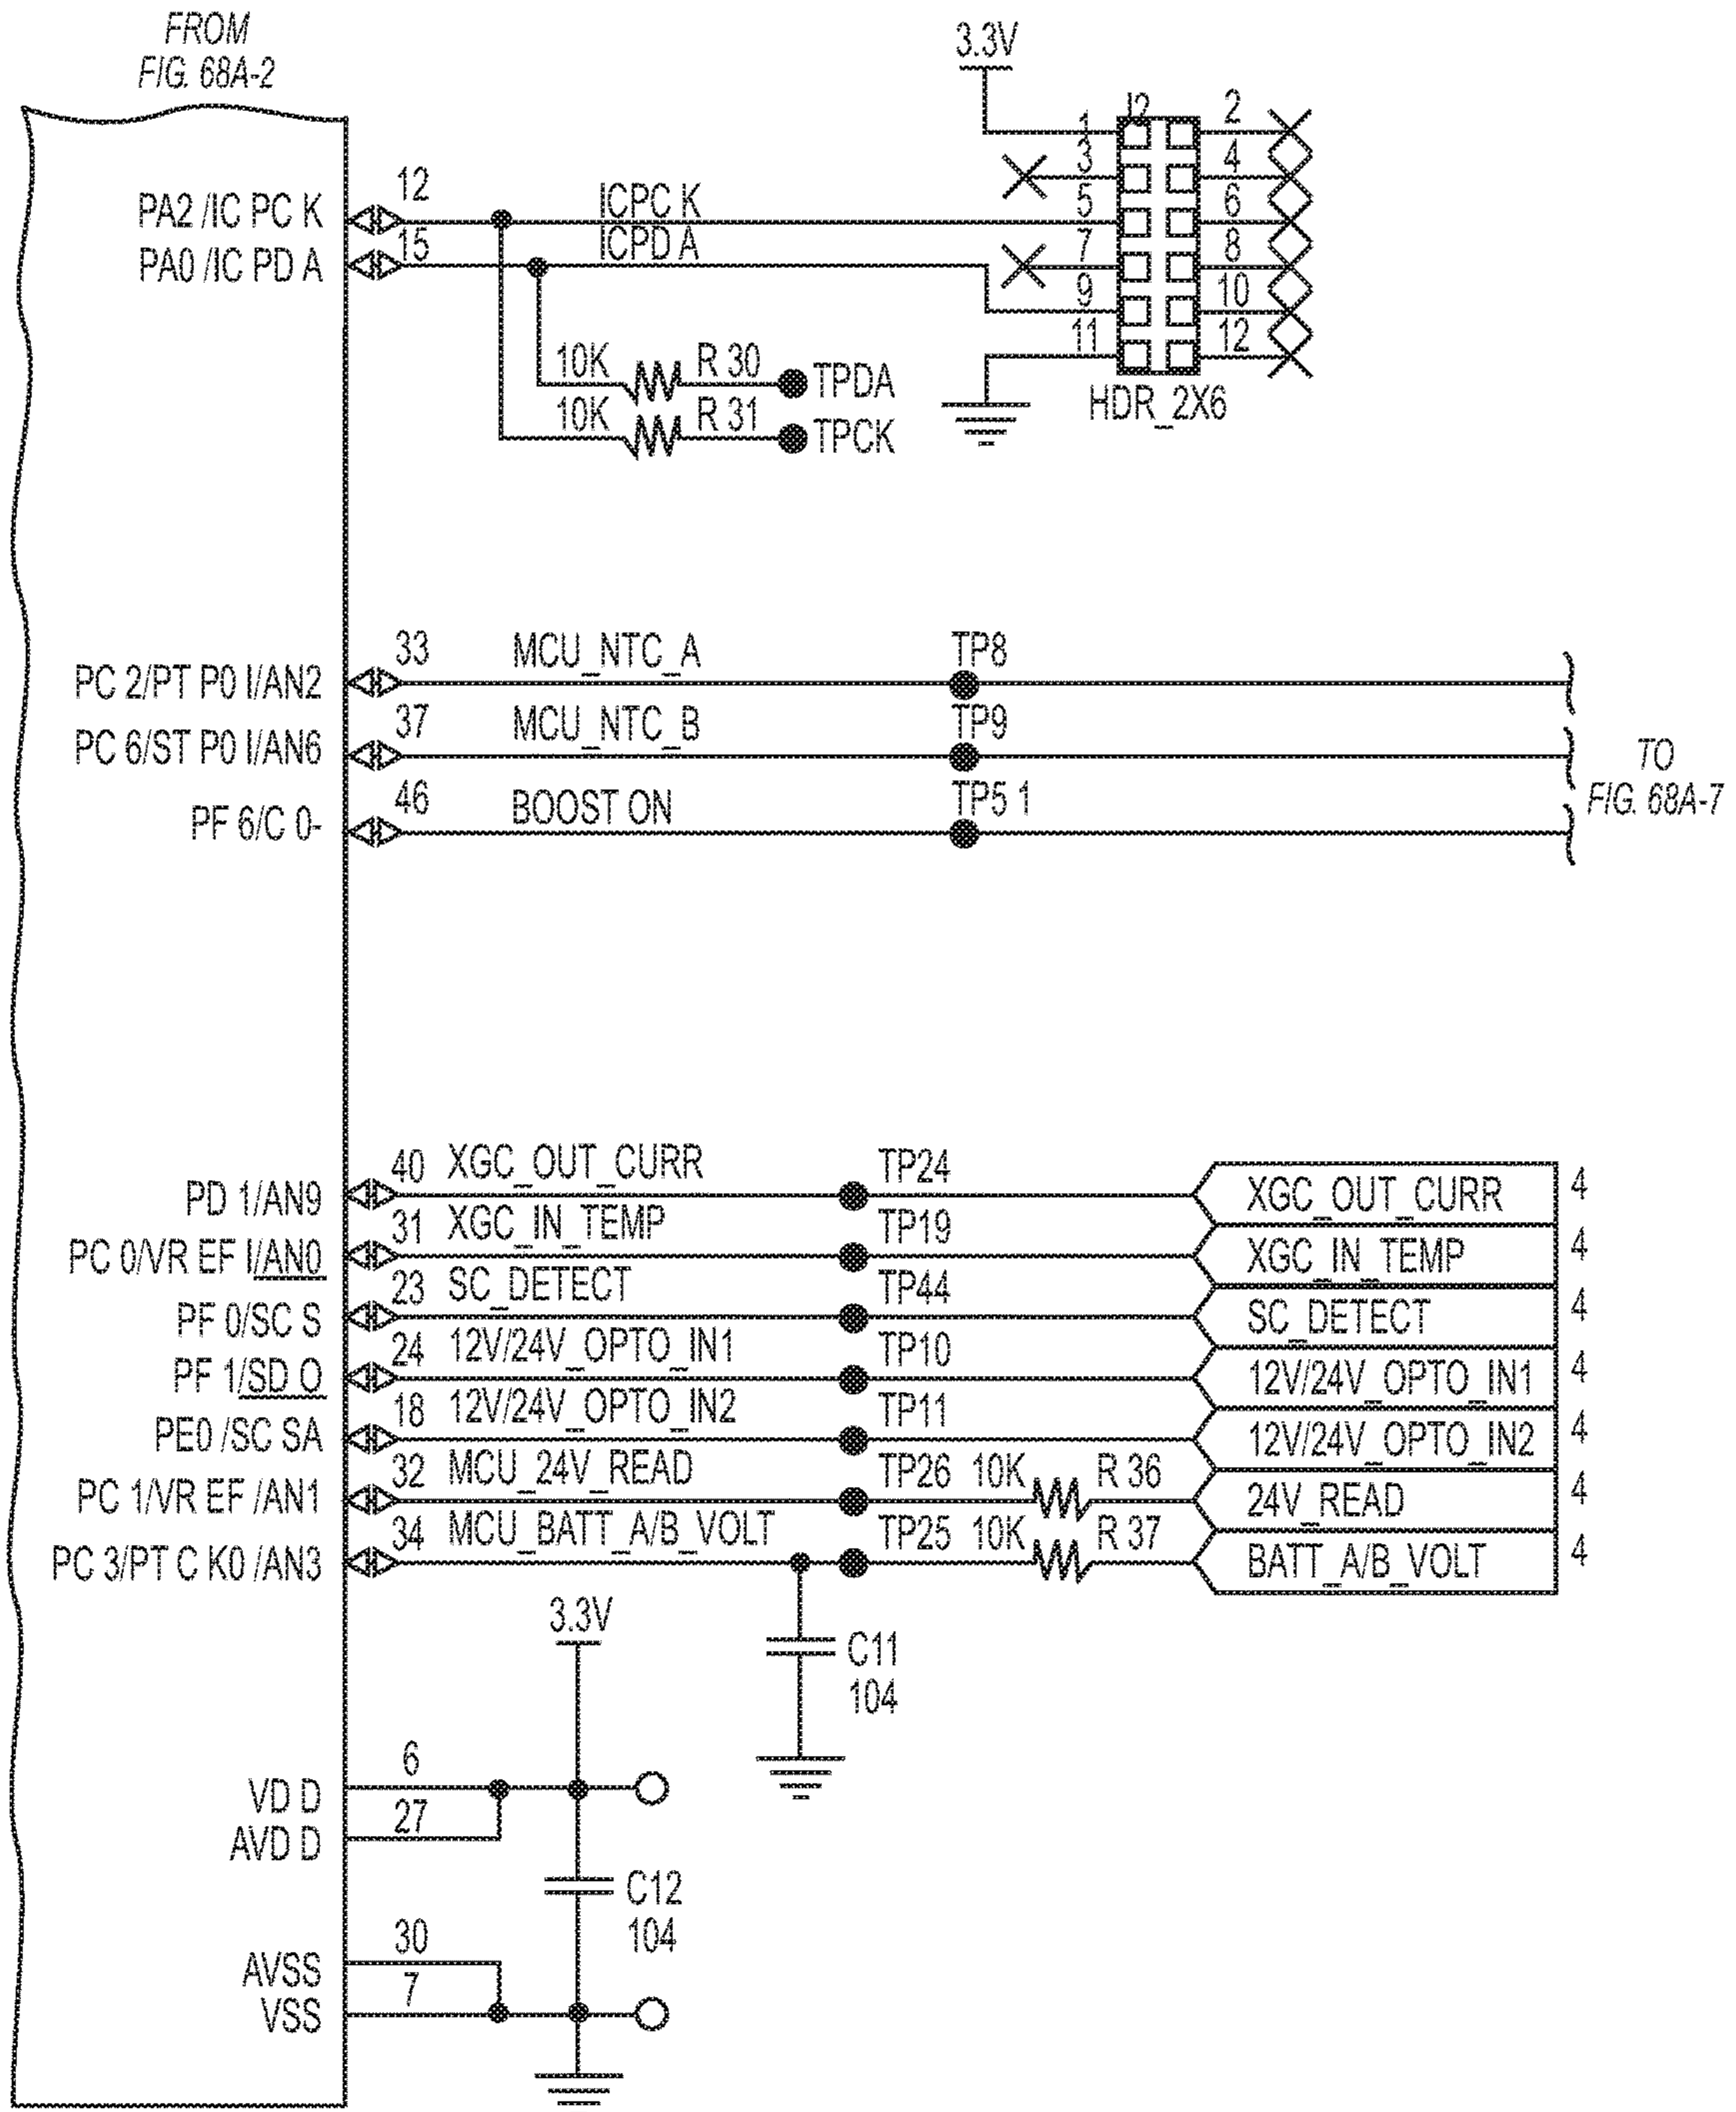 FROM
FIG. 68A-2
3.3V
J2
1 2
3 4
PA2 /IC PC K 12 ICPC K 5 6
PA0 /IC PD A 15 ICPD A 7 8
9 10
11 12
10K R 30 TPDA
HDR_2X6
10K R 31 TPCK
PC 2/PT P0 I/AN2 33 MCU_NTC_A TP8
PC 6/ST P0 I/AN6 37 MCU_NTC_B TP9
TO
FIG. 68A-7
PF 6/C 0- 46 BOOST ON TP5 1
PD 1/AN9 40 XGC_OUT_CURR TP24 XGC_OUT_CURR 4
PC 0/VR EF I/AN0 31 XGC_IN_TEMP TP19 XGC_IN_TEMP 4
PF 0/SC S 23 SC_DETECT TP44 SC_DETECT 4
PF 1/SD O 24 12V/24V_OPTO_IN1 TP10 12V/24V_OPTO_IN1 4
PE0 /SC SA 18 12V/24V_OPTO_IN2 TP11 12V/24V_OPTO_IN2 4
PC 1/VR EF /AN1 32 MCU_24V_READ TP26 10K R 36 24V_READ 4
PC 3/PT C K0 /AN3 34 MCU_BATT_A/B_VOLT TP25 10K R 37 BATT_A/B_VOLT 4
3.3V
C11
104
VD D 6
AVD D 27
C12
104
AVSS 30
VSS 7